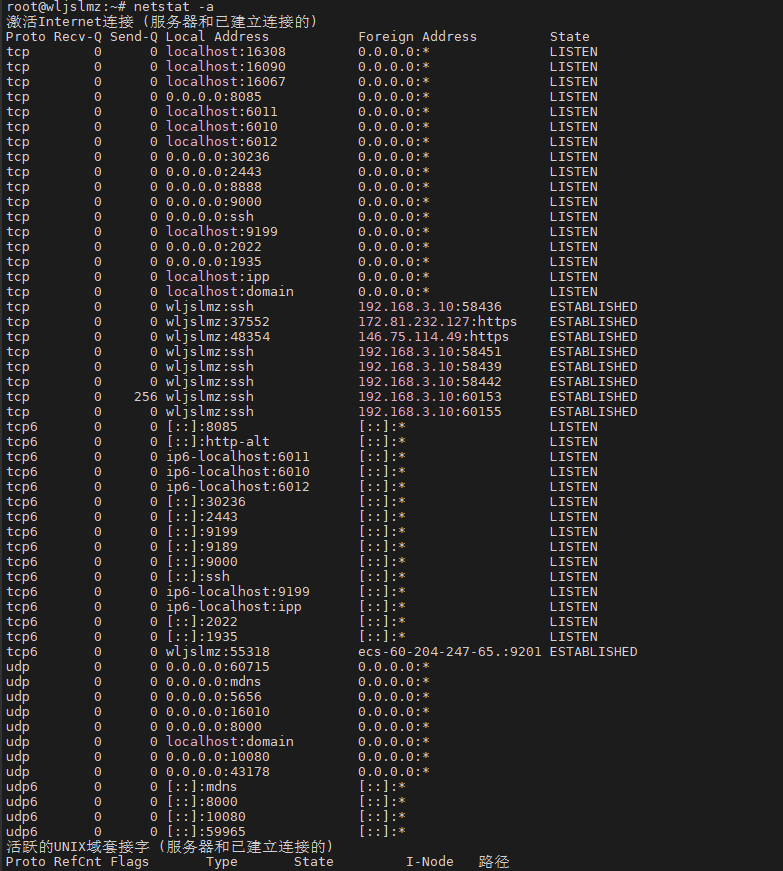 root@wljslmz:~# netstat -a
激活Internet连接 (服务器和已建立连接的)
Proto Recv-Q Send-Q Local Address           Foreign Address         State
tcp        0      0 localhost:16308         0.0.0.0:*               LISTEN
tcp        0      0 localhost:16090         0.0.0.0:*               LISTEN
tcp        0      0 localhost:16067         0.0.0.0:*               LISTEN
tcp        0      0 0.0.0.0:8085            0.0.0.0:*               LISTEN
tcp        0      0 localhost:6011          0.0.0.0:*               LISTEN
tcp        0      0 localhost:6010          0.0.0.0:*               LISTEN
tcp        0      0 localhost:6012          0.0.0.0:*               LISTEN
tcp        0      0 0.0.0.0:30236           0.0.0.0:*               LISTEN
tcp        0      0 0.0.0.0:2443            0.0.0.0:*               LISTEN
tcp        0      0 0.0.0.0:8888            0.0.0.0:*               LISTEN
tcp        0      0 0.0.0.0:9000            0.0.0.0:*               LISTEN
tcp        0      0 0.0.0.0:ssh             0.0.0.0:*               LISTEN
tcp        0      0 localhost:9199          0.0.0.0:*               LISTEN
tcp        0      0 0.0.0.0:2022            0.0.0.0:*               LISTEN
tcp        0      0 0.0.0.0:1935            0.0.0.0:*               LISTEN
tcp        0      0 localhost:ipp           0.0.0.0:*               LISTEN
tcp        0      0 localhost:domain        0.0.0.0:*               LISTEN
tcp        0      0 wljslmz:ssh             192.168.3.10:58436      ESTABLISHED
tcp        0      0 wljslmz:37552           172.81.232.127:https    ESTABLISHED
tcp        0      0 wljslmz:48354           146.75.114.49:https     ESTABLISHED
tcp        0      0 wljslmz:ssh             192.168.3.10:58451      ESTABLISHED
tcp        0      0 wljslmz:ssh             192.168.3.10:58439      ESTABLISHED
tcp        0      0 wljslmz:ssh             192.168.3.10:58442      ESTABLISHED
tcp        0    256 wljslmz:ssh             192.168.3.10:60153      ESTABLISHED
tcp        0      0 wljslmz:ssh             192.168.3.10:60155      ESTABLISHED
tcp6       0      0 [::]:8085               [::]:*                  LISTEN
tcp6       0      0 [::]:http-alt           [::]:*                  LISTEN
tcp6       0      0 ip6-localhost:6011      [::]:*                  LISTEN
tcp6       0      0 ip6-localhost:6010      [::]:*                  LISTEN
tcp6       0      0 ip6-localhost:6012      [::]:*                  LISTEN
tcp6       0      0 [::]:30236              [::]:*                  LISTEN
tcp6       0      0 [::]:2443               [::]:*                  LISTEN
tcp6       0      0 [::]:9199               [::]:*                  LISTEN
tcp6       0      0 [::]:9189               [::]:*                  LISTEN
tcp6       0      0 [::]:9000               [::]:*                  LISTEN
tcp6       0      0 [::]:ssh                [::]:*                  LISTEN
tcp6       0      0 ip6-localhost:9199      [::]:*                  LISTEN
tcp6       0      0 ip6-localhost:ipp       [::]:*                  LISTEN
tcp6       0      0 [::]:2022               [::]:*                  LISTEN
tcp6       0      0 [::]:1935               [::]:*                  LISTEN
tcp6       0      0 wljslmz:55318           ecs-60-204-247-65.:9201 ESTABLISHED
udp        0      0 0.0.0.0:60715           0.0.0.0:*
udp        0      0 0.0.0.0:mdns            0.0.0.0:*
udp        0      0 0.0.0.0:5656            0.0.0.0:*
udp        0      0 0.0.0.0:16010           0.0.0.0:*
udp        0      0 0.0.0.0:8000            0.0.0.0:*
udp        0      0 localhost:domain        0.0.0.0:*
udp        0      0 0.0.0.0:10080           0.0.0.0:*
udp        0      0 0.0.0.0:43178           0.0.0.0:*
udp6       0      0 [::]:mdns               [::]:*
udp6       0      0 [::]:8000               [::]:*
udp6       0      0 [::]:10080              [::]:*
udp6       0      0 [::]:59965              [::]:*
活跃的UNIX域套接字 (服务器和已建立连接的)
Proto RefCnt Flags       Type       State         I-Node   路径